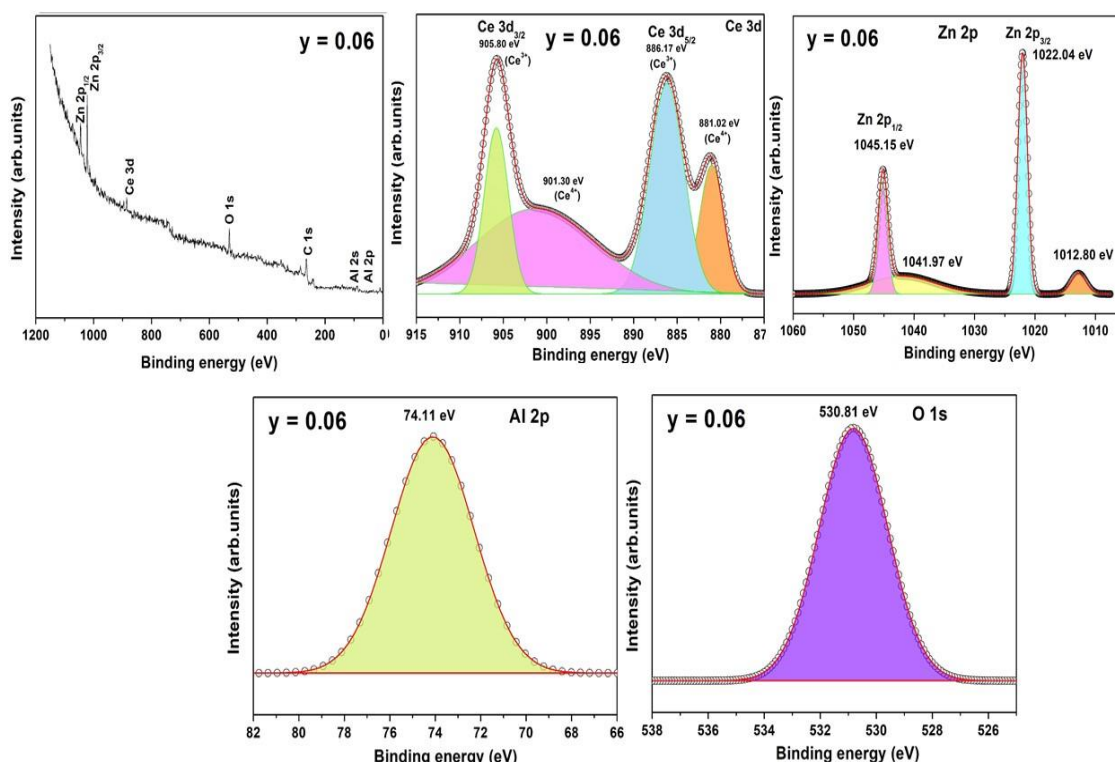 y = 0.06
Zn 2p1/2
Zn 2p3/2
Ce 3d
O 1s
C 1s
Al 2s
Al 2p
Intensity (arb.units)
1200 1000 800 600 400 200 0
Binding energy (eV)
Ce 3d3/2
905.80 eV
(Ce3+)
y = 0.06
Ce 3d5/2
886.17 eV
(Ce3+)
Ce 3d
881.02 eV
(Ce4+)
901.30 eV
(Ce4+)
Intensity (arb.units)
915 910 905 900 895 890 885 880 87
Binding energy (eV)
y = 0.06
Zn 2p
Zn 2p3/2
1022.04 eV
Zn 2p1/2
1045.15 eV
1041.97 eV
1012.80 eV
Intensity (arb.units)
1060 1050 1040 1030 1020 1010
Binding energy (eV)
y = 0.06
74.11 eV
Al 2p
Intensity (arb.units)
82 80 78 76 74 72 70 68 66
Binding energy (eV)
y = 0.06
530.81 eV
O 1s
Intensity (arb.units)
538 536 534 532 530 528 526
Binding energy (eV)